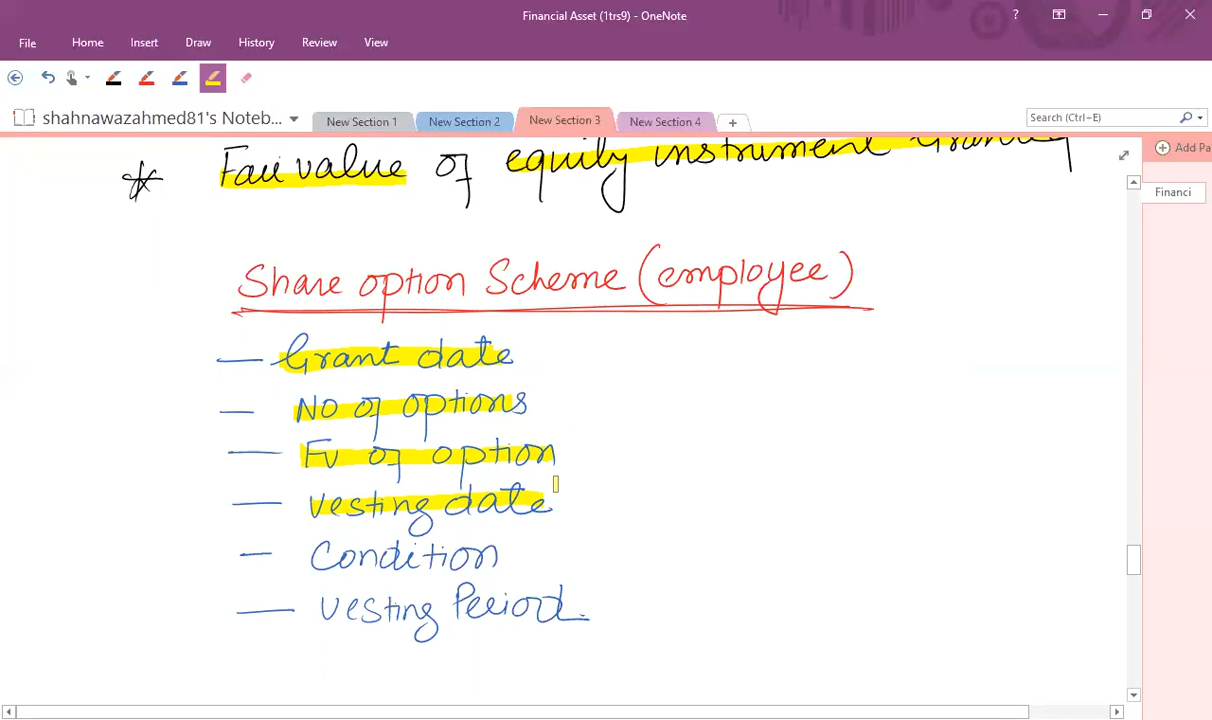 Financial Asset (1trs9) - OneNote
?
File Home Insert Draw History Review View
shahnawazahmed81's Noteb... New Section 1 New Section 2 New Section 3 New Section 4 + Search (Ctrl+E)
Add Pa
Financi
* Fair value of equity instrument
Share option Scheme (employee)
— Grant date
— No of options
— Fv of option
— vesting date
— Condition
— vesting Period.